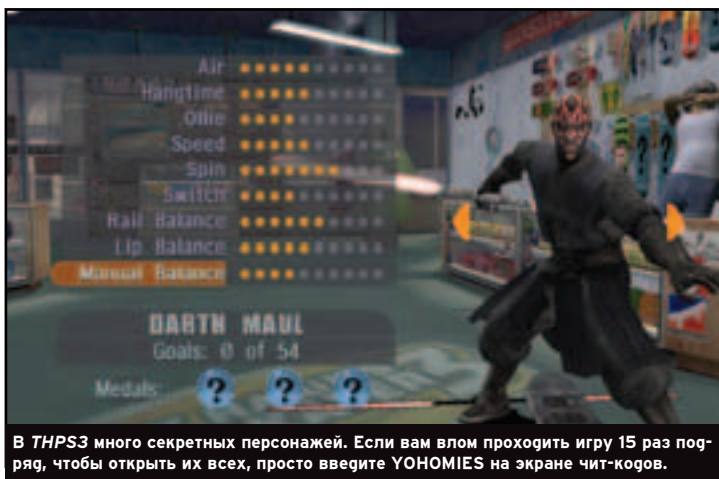 Air
Hangtime
Ollie
Speed
Spin
Switch
Rail Balance
Lip Balance
Manual Balance
DARTH MAUL
Goals: 0 of 54
Medals: ? ? ?
В THPS3 много секретных персонажей. Если вам влом проходить игру 15 раз под-
ряд, чтобы открыть их всех, просто введите YOHOMIES на экране чит-кодов.